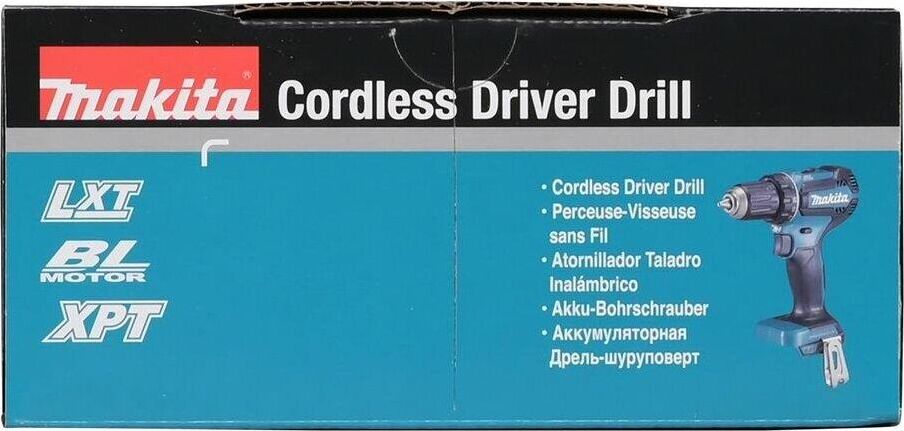 Makita®
Cordless Driver Drill
LXT
BL
MOTOR
XPT
• Cordless Driver Drill
• Perceuse-Visseuse
sans Fil
• Atornillador Taladro
Inalámbrico
• Akku-Bohrschrauber
• Аккумуляторная
Дрель-шуруповерт
makita